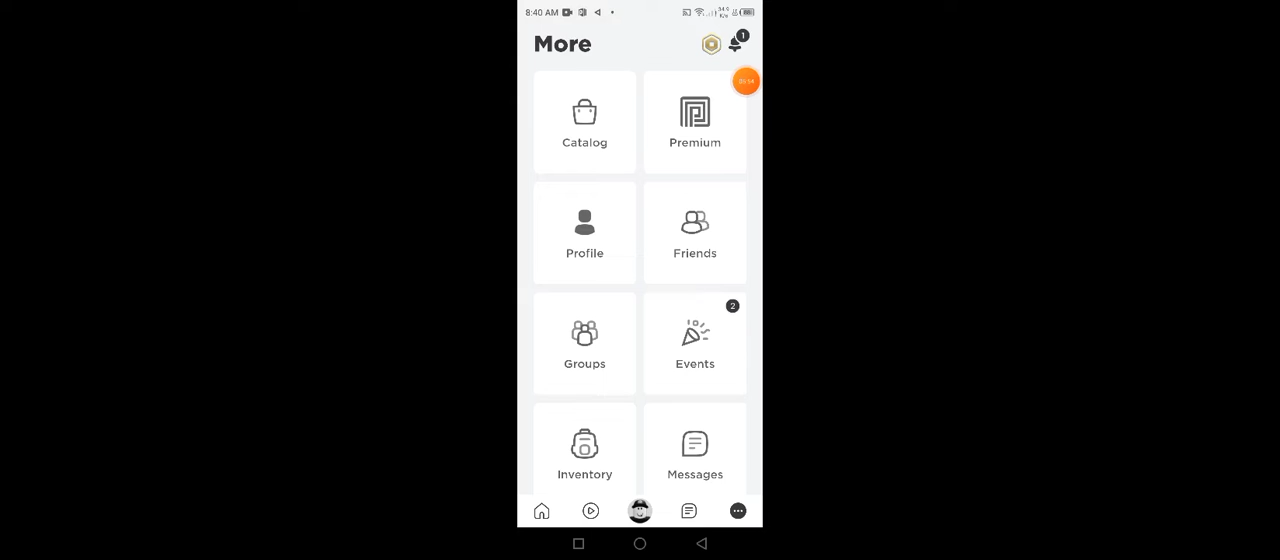 8:40 AM
More
1
Catalog
Premium
Profile
Friends
2
Groups
Events
Inventory
Messages